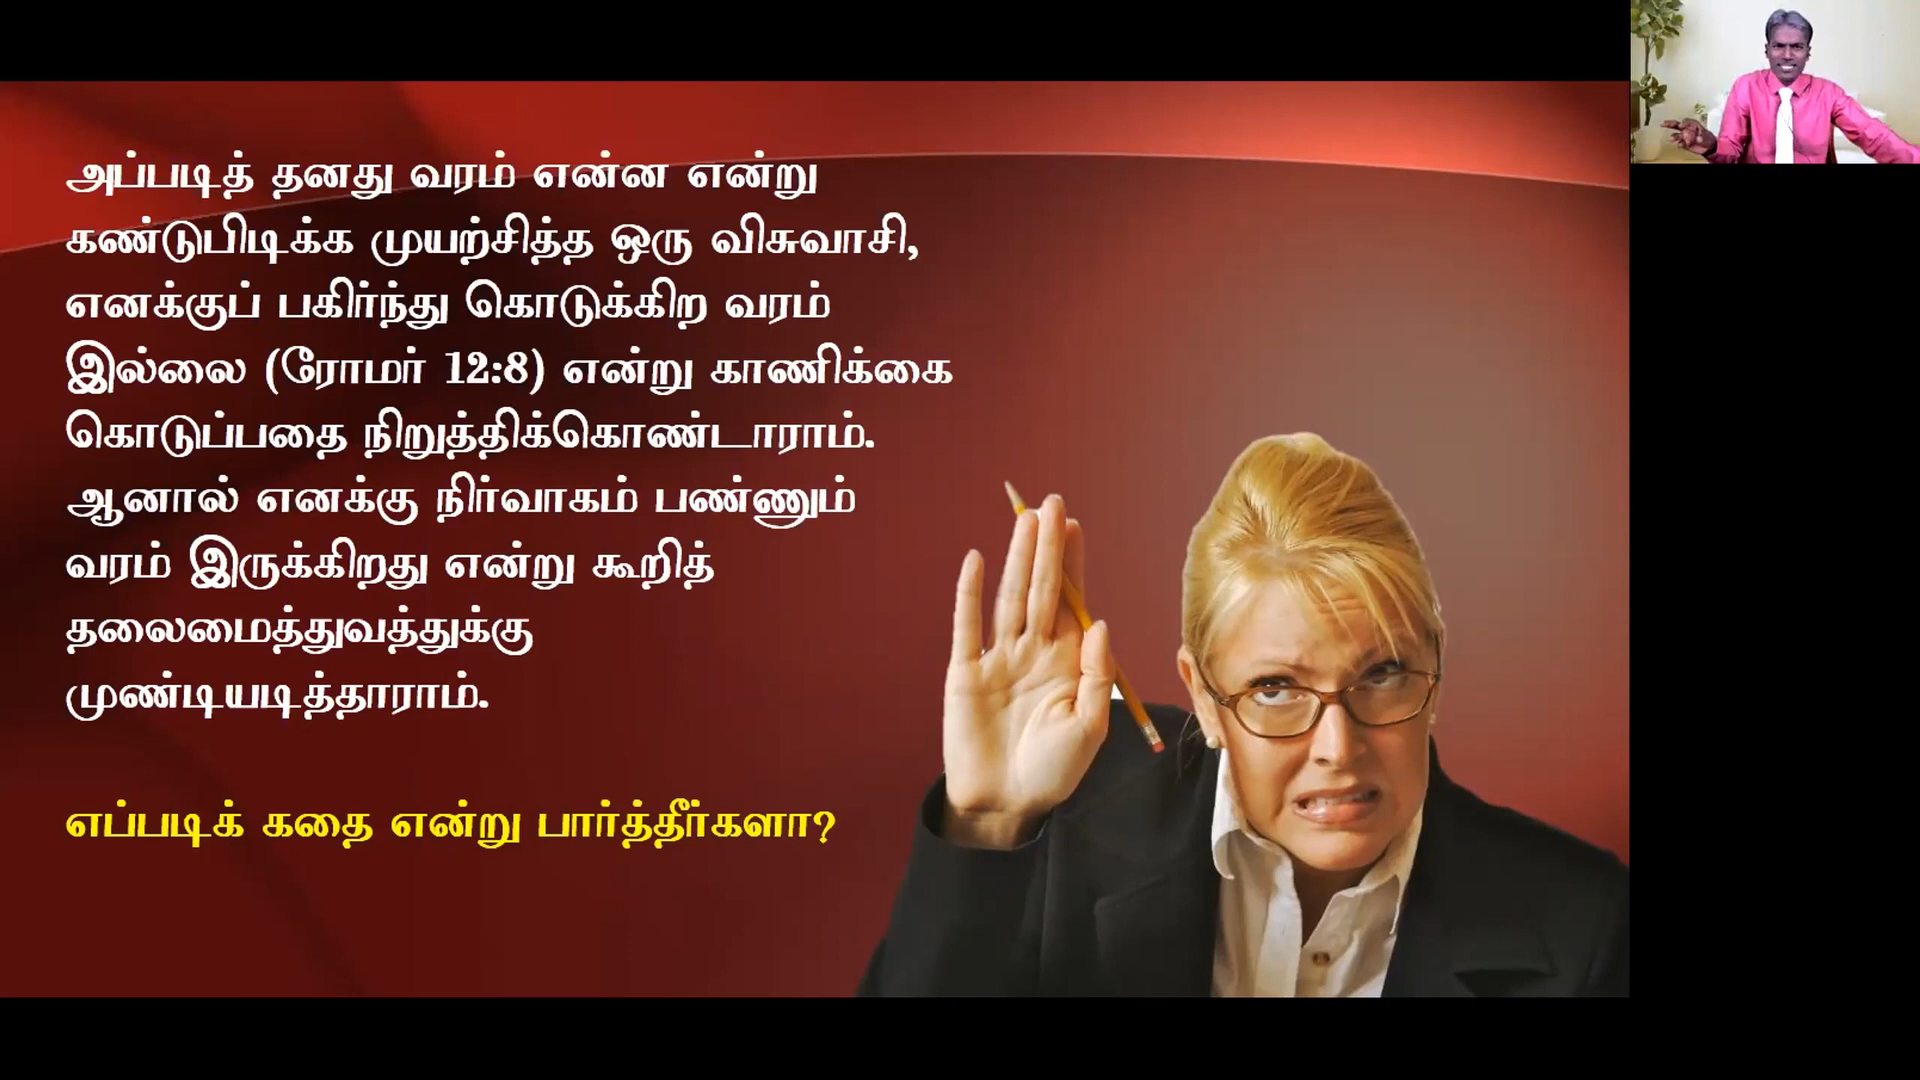 அப்படித் தனது வரம் என்ன என்று
கண்டுபிடிக்க முயற்சித்த ஒரு விசுவாசி,
எனக்குப் பகிர்ந்து கொடுக்கிற வரம்
இல்லை (ரோமர் 12:8) என்று காணிக்கை
கொடுப்பதை நிறுத்திக்கொண்டாராம்.
ஆனால் எனக்கு நிர்வாகம் பண்ணும்
வரம் இருக்கிறது என்று கூறித்
தலைமைத்துவத்துக்கு
முண்டியடித்தாராம்.
எப்படிக் கதை என்று பார்த்தீர்களா?